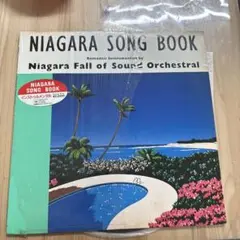 NIAGARA SONG BOOK
Niagara Fall of Sound Orchestral
NIAGARA
SONG BOOK